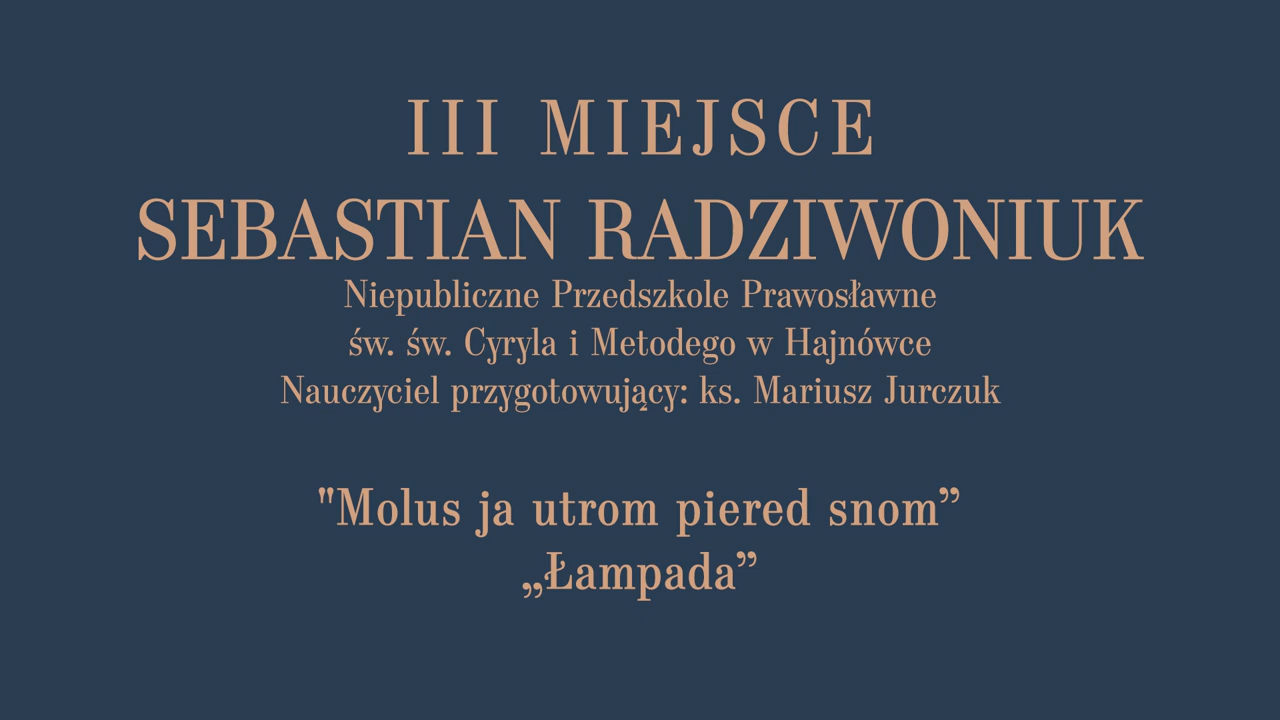 III MIEJSCE
SEBASTIAN RADZIWONIUK
Niepubliczne Przedszkole Prawosławne
św. św. Cyryla i Metodego w Hajnówce
Nauczyciel przygotowujący: ks. Mariusz Jurczuk
"Molus ja utrom piered snom”
„Łampada”